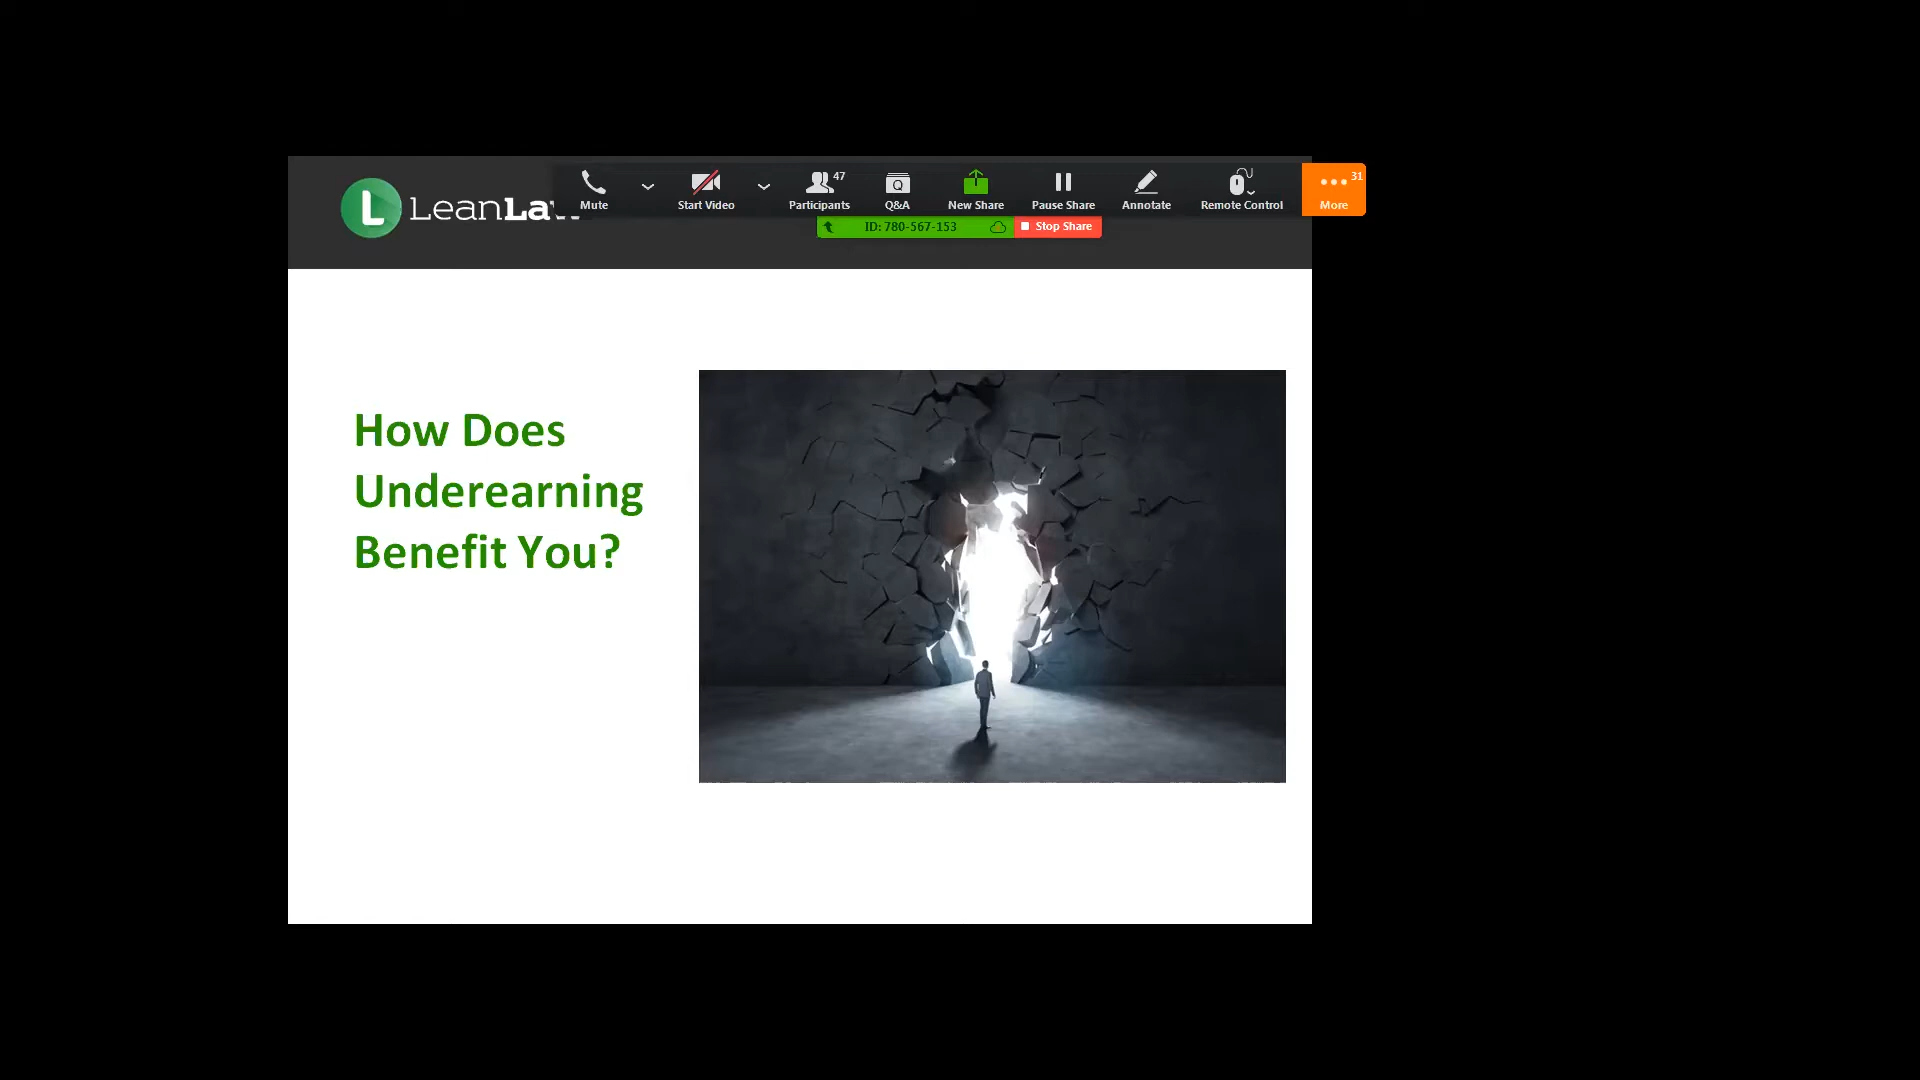 LeanLaw
Mute
Start Video
47
Participants
Q
Q&A
New Share
Pause Share
Annotate
Remote Control
31
More
ID: 780-567-153
Stop Share
How Does
Underearning
Benefit You?